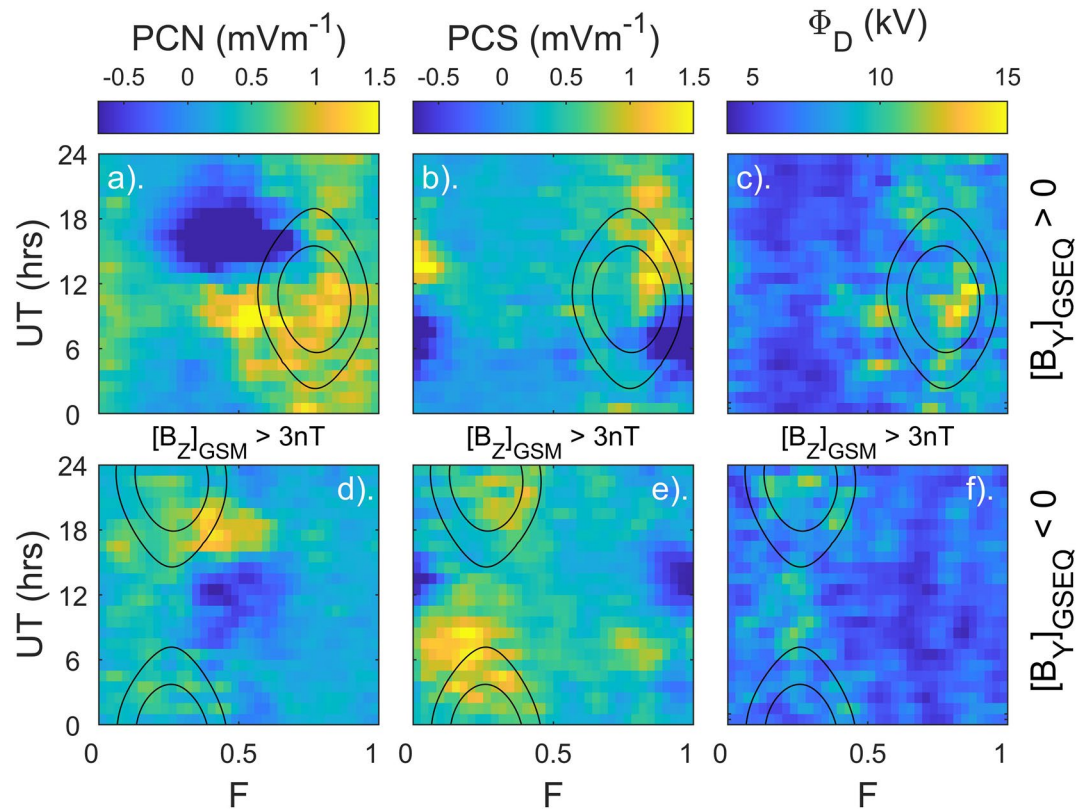 PCN (mVm⁻¹) PCS (mVm⁻¹) Φ_D (kV)
-0.5 0 0.5 1 1.5 -0.5 0 0.5 1 1.5 5 10 15
24 a). b). c).
18
12
6
0
UT (hrs)
[B_Y]_GSEQ > 0
[B_Z]_GSM > 3nT [B_Z]_GSM > 3nT [B_Z]_GSM > 3nT
24 d). e). f).
18
12
6
0
UT (hrs)
[B_Y]_GSEQ < 0
0 0.5 1 0 0.5 1 0 0.5 1
F F F